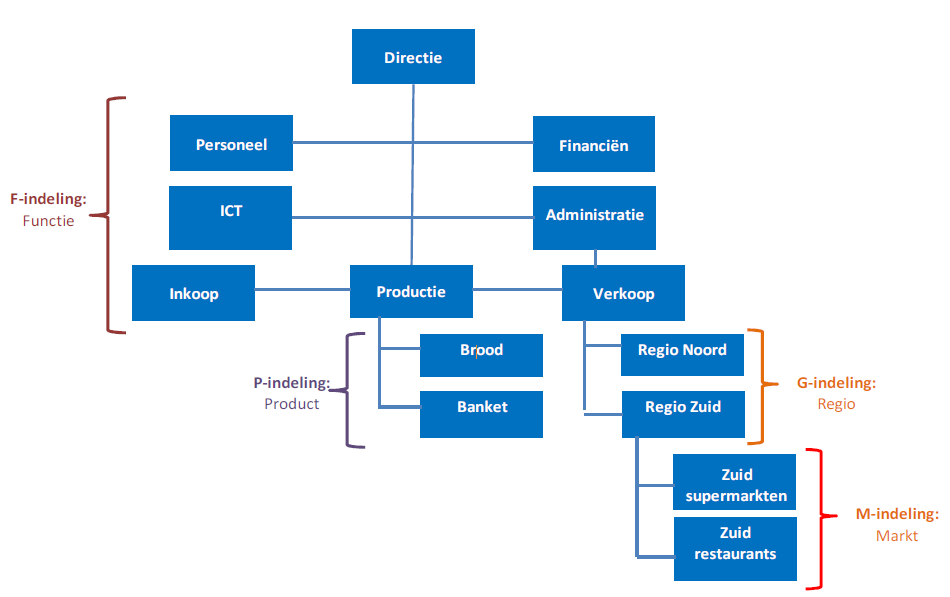 Directie
Personeel
Financiën
F-indeling:
Functie
ICT
Administratie
Inkoop
Productie
Verkoop
Brood
Regio Noord
P-indeling:
Product
G-indeling:
Regio
Banket
Regio Zuid
Zuid
supermarkten
M-indeling:
Markt
Zuid
restaurants